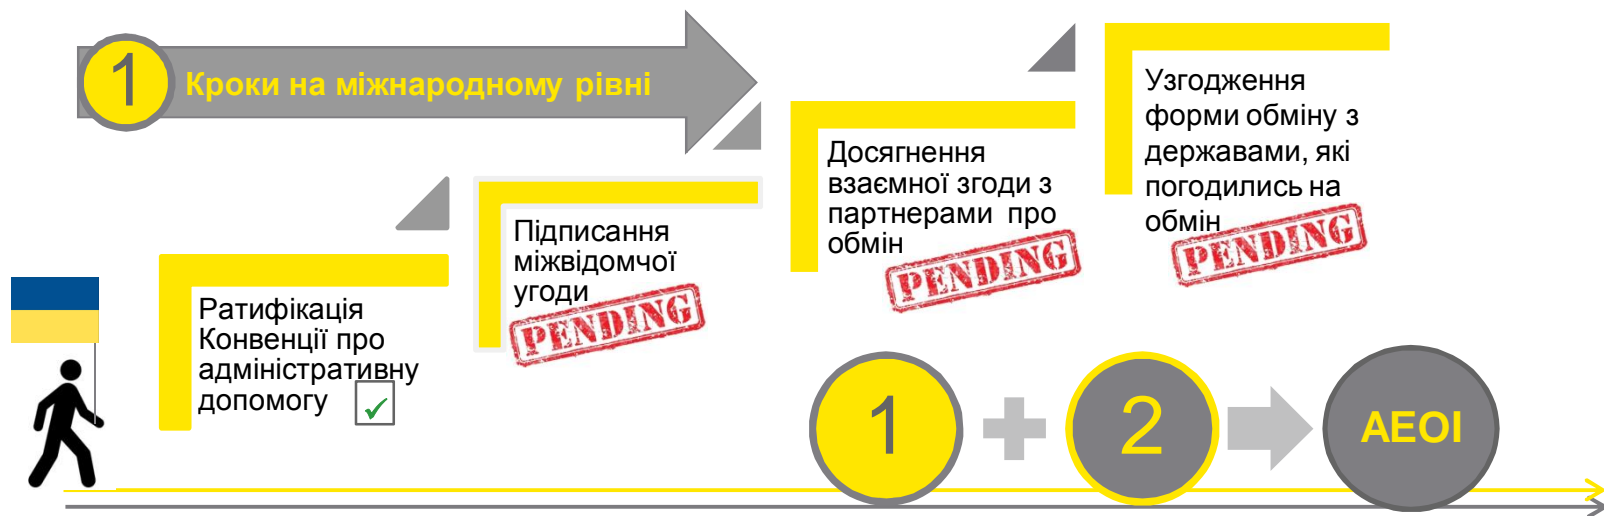 1
Кроки на міжнародному рівні
Ратифікація
Конвенції про
адміністративну
допомогу
Підписання
міжвідомчої
угоди
PENDING
Досягнення
взаємної згоди з
партнерами про
обмін
PENDING
Узгодження
форми обміну з
державами, які
погодились на
обмін
PENDING
1
2
AEOI